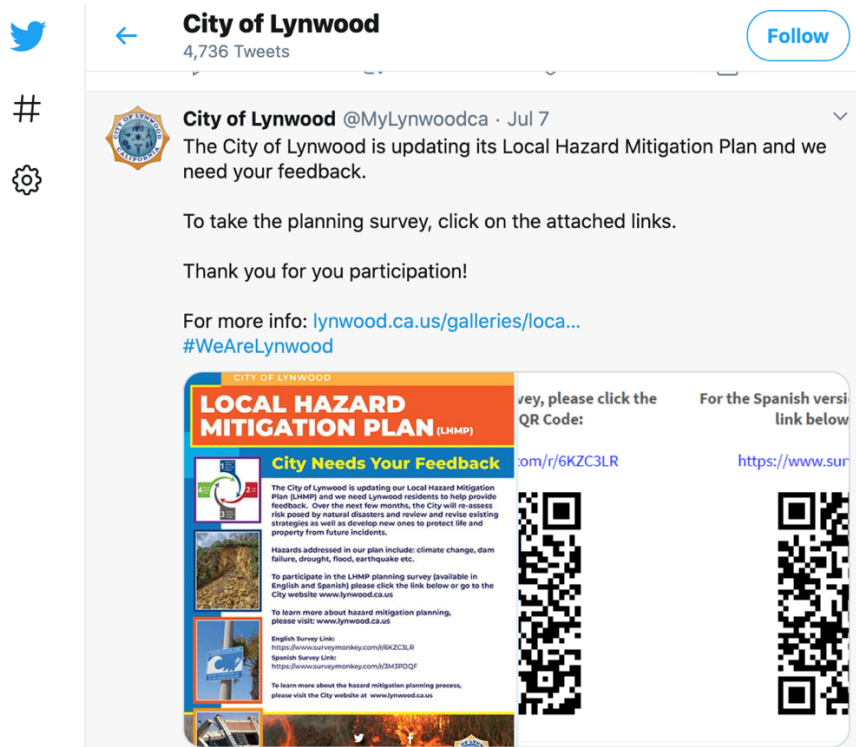 City of Lynwood
4,736 Tweets
Follow
City of Lynwood @MyLynwoodca · Jul 7
The City of Lynwood is updating its Local Hazard Mitigation Plan and we
need your feedback.
To take the planning survey, click on the attached links.
Thank you for you participation!
For more info: lynwood.ca.us/galleries/loca...
#WeAreLynwood
CITY OF LYNWOOD
CALIFORNIA
CITY OF LYNWOOD
LOCAL HAZARD
MITIGATION PLAN (LHMP)
City Needs Your Feedback
1
2
3
4
The City of Lynwood is updating our Local Hazard Mitigation
Plan (LHMP) and we need Lynwood residents to help provide
feedback. Over the next few months, the City will re-assess
risk posed by natural disasters and review and revise existing
strategies as well as develop new ones to protect life and
property from future incidents.
Hazards addressed in our plan include: climate change, dam
failure, drought, flood, earthquake etc.
To participate in the LHMP planning survey (available in
English and Spanish) please click the link below or go to the
City website www.lynwood.ca.us
To learn more about hazard mitigation planning,
please visit: www.lynwood.ca.us
English Survey Link:
https://www.surveymonkey.com/r/6KZC3LR
Spanish Survey Link:
https://www.surveymonkey.com/r/3M3PDQF
To learn more about the hazard mitigation planning process,
please visit the City website at www.lynwood.ca.us
vey, please click the
QR Code:
com/r/6KZC3LR
For the Spanish versi
link below
https://www.sur